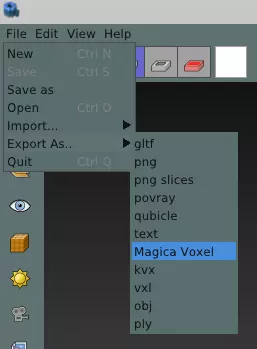 File Edit View Help
New Ctrl N
Save Ctrl S
Save as
Open Ctrl O
Import...
Export As..
Quit Ctrl Q
gltf
png
png slices
povray
qubicle
text
Magica Voxel
kvx
vxl
obj
ply